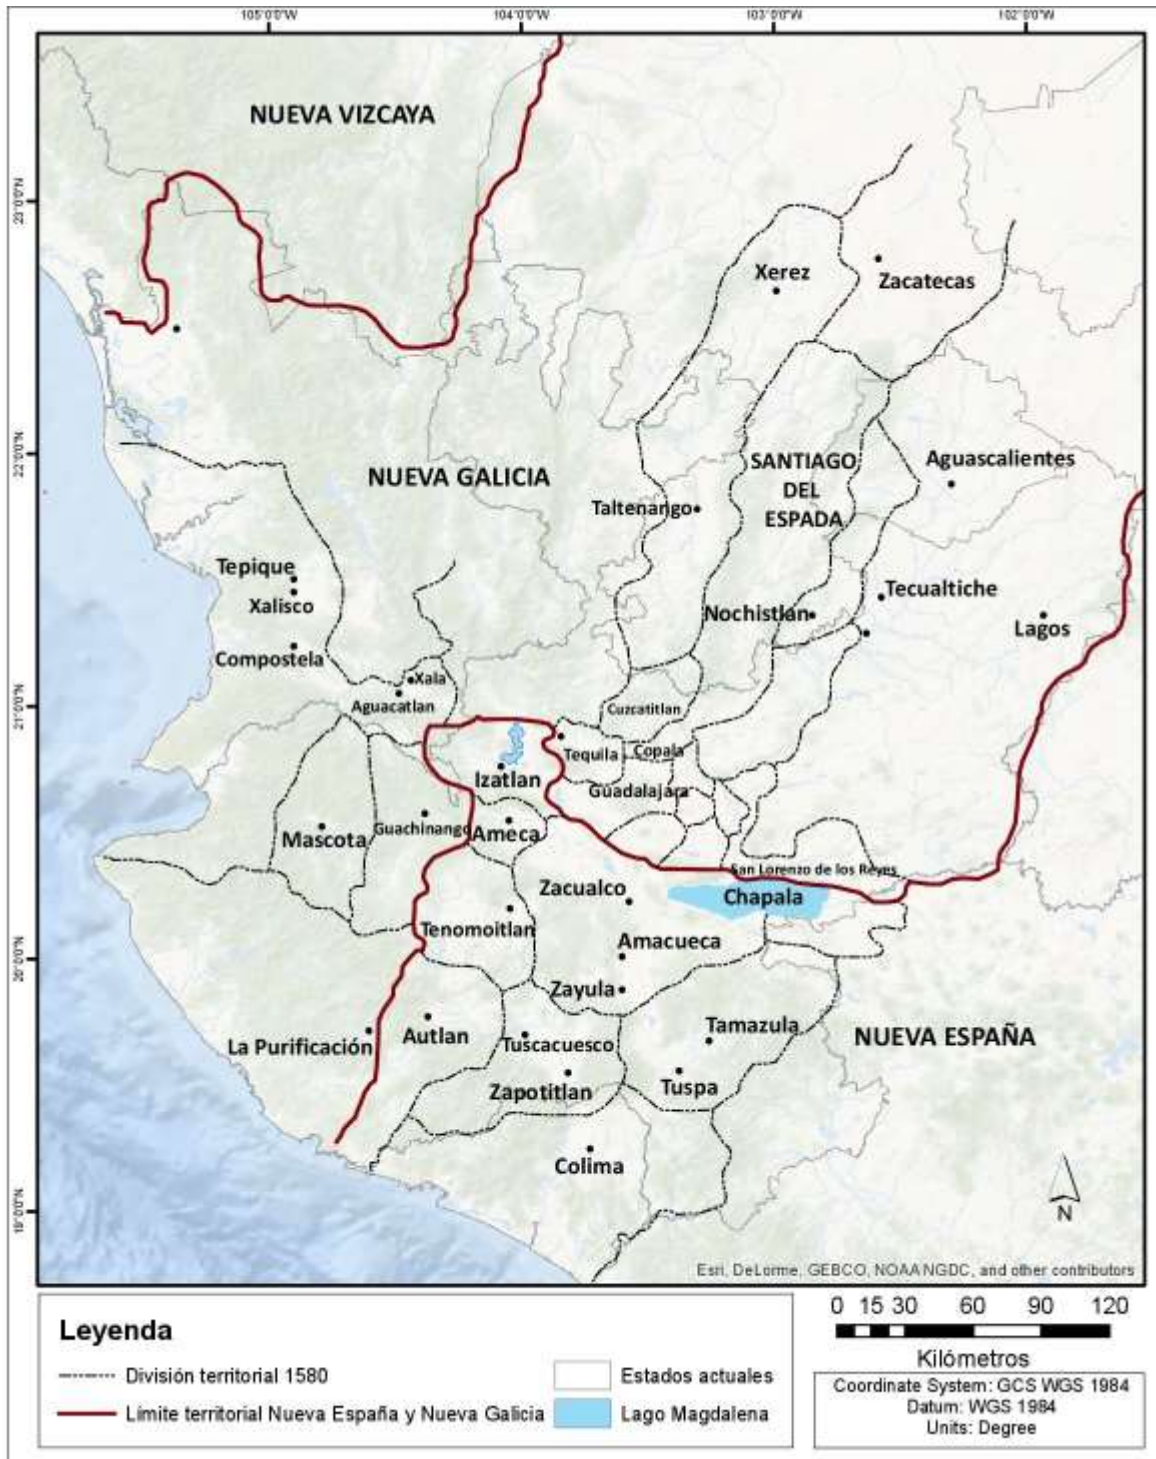 105°0'0"W
104°0'0"W
103°0'0"W
102°0'0"W
23°0'0"N
22°0'0"N
21°0'0"N
20°0'0"N
19°0'0"N
NUEVA VIZCAYA
Xerez
Zacatecas
NUEVA GALICIA
SANTIAGO
DEL
ESPADA
Aguascalientes
Taltenango
Tepique
Xalisco
Nochistlán
Tecualtiche
Lagos
Compostela
Xala
Aguacatlan
Cuzcatitlan
Tequila
Copala
Izatlan
Guadalajara
Mascota
Guachinango
Ameca
San Lorenzo de los Reyes
Zacualco
Chapala
Tenomoitlan
Amacueca
Zayula
La Purificación
Autlan
Tuscacuesco
Tamazula
NUEVA ESPAÑA
Zapotitlan
Tuspa
Colima
N
Esri, DeLorme, GEBCO, NOAA NGDC, and other contributors
Leyenda
División territorial 1580
Estados actuales
Límite territorial Nueva España y Nueva Galicia
Lago Magdalena
0 15 30 60 90 120
Kilómetros
Coordinate System: GCS WGS 1984
Datum: WGS 1984
Units: Degree